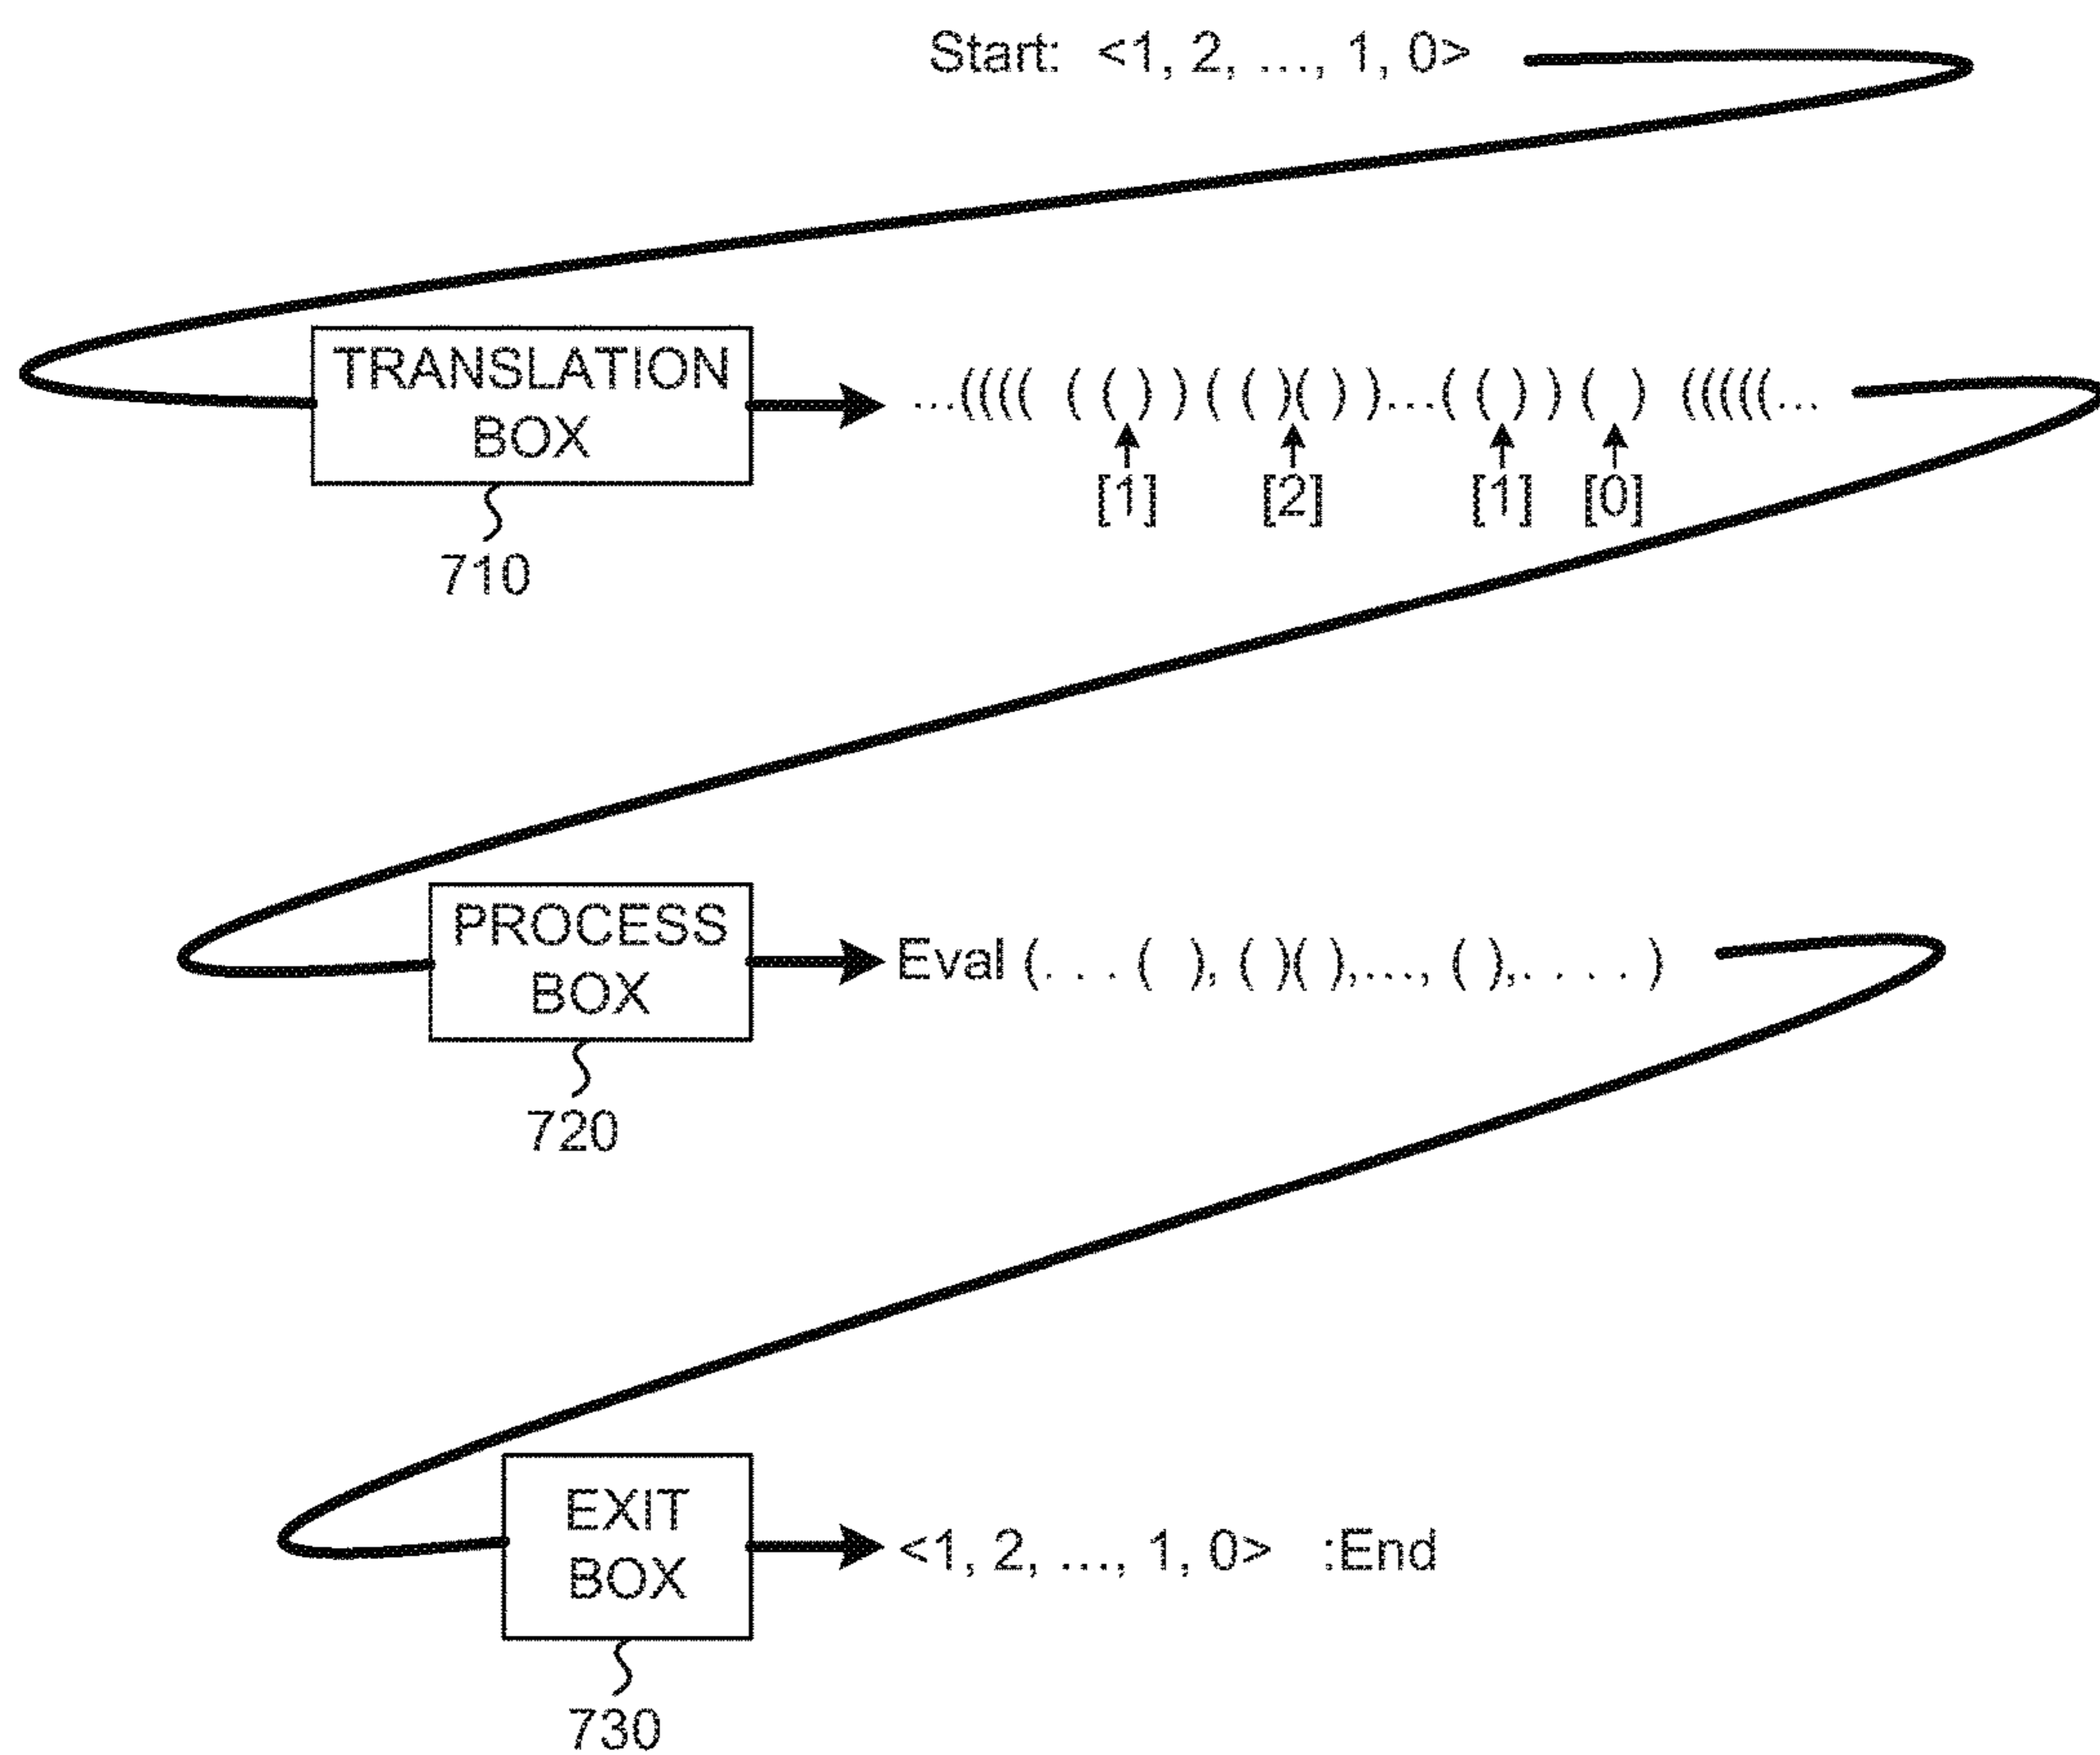 Start: <1, 2, ..., 1, 0>
TRANSLATION
BOX
...(((( ( ( ) ) ( ( )( ) )...( ( ) ) ( ) (((((...
[1] [2] [1] [0]
710
PROCESS
BOX
Eval (. . . ( ), ( )( ),..., ( ),. . . . )
720
EXIT
BOX
<1, 2, ..., 1, 0> :End
730